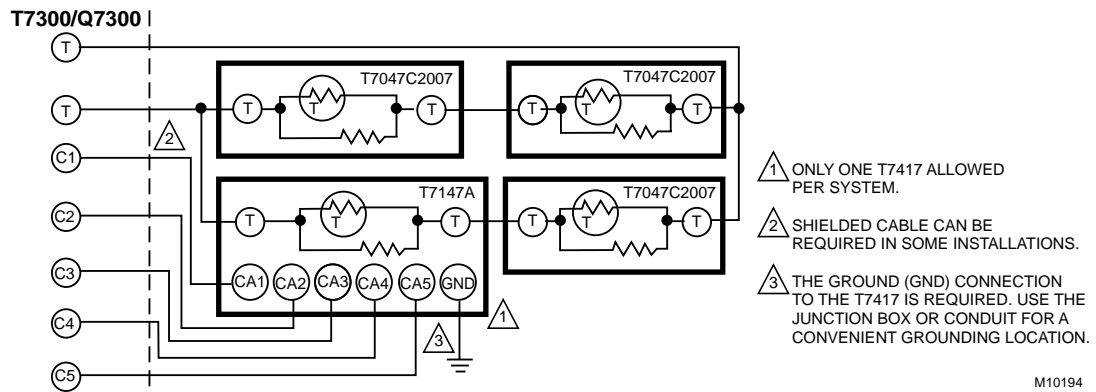 T7300/Q7300
T
T7047C2007
T7047C2007
T
T
T
T
T
T
T
2
C1
T7147A
T7047C2007
1 ONLY ONE T7417 ALLOWED
PER SYSTEM.
C2
T
T
T
T
T
T
2 SHIELDED CABLE CAN BE
REQUIRED IN SOME INSTALLATIONS.
C3
CA1
CA2
CA3
CA4
CA5
GND
3 THE GROUND (GND) CONNECTION
TO THE T7417 IS REQUIRED. USE THE
JUNCTION BOX OR CONDUIT FOR A
CONVENIENT GROUNDING LOCATION.
C4
1
3
C5
M10194